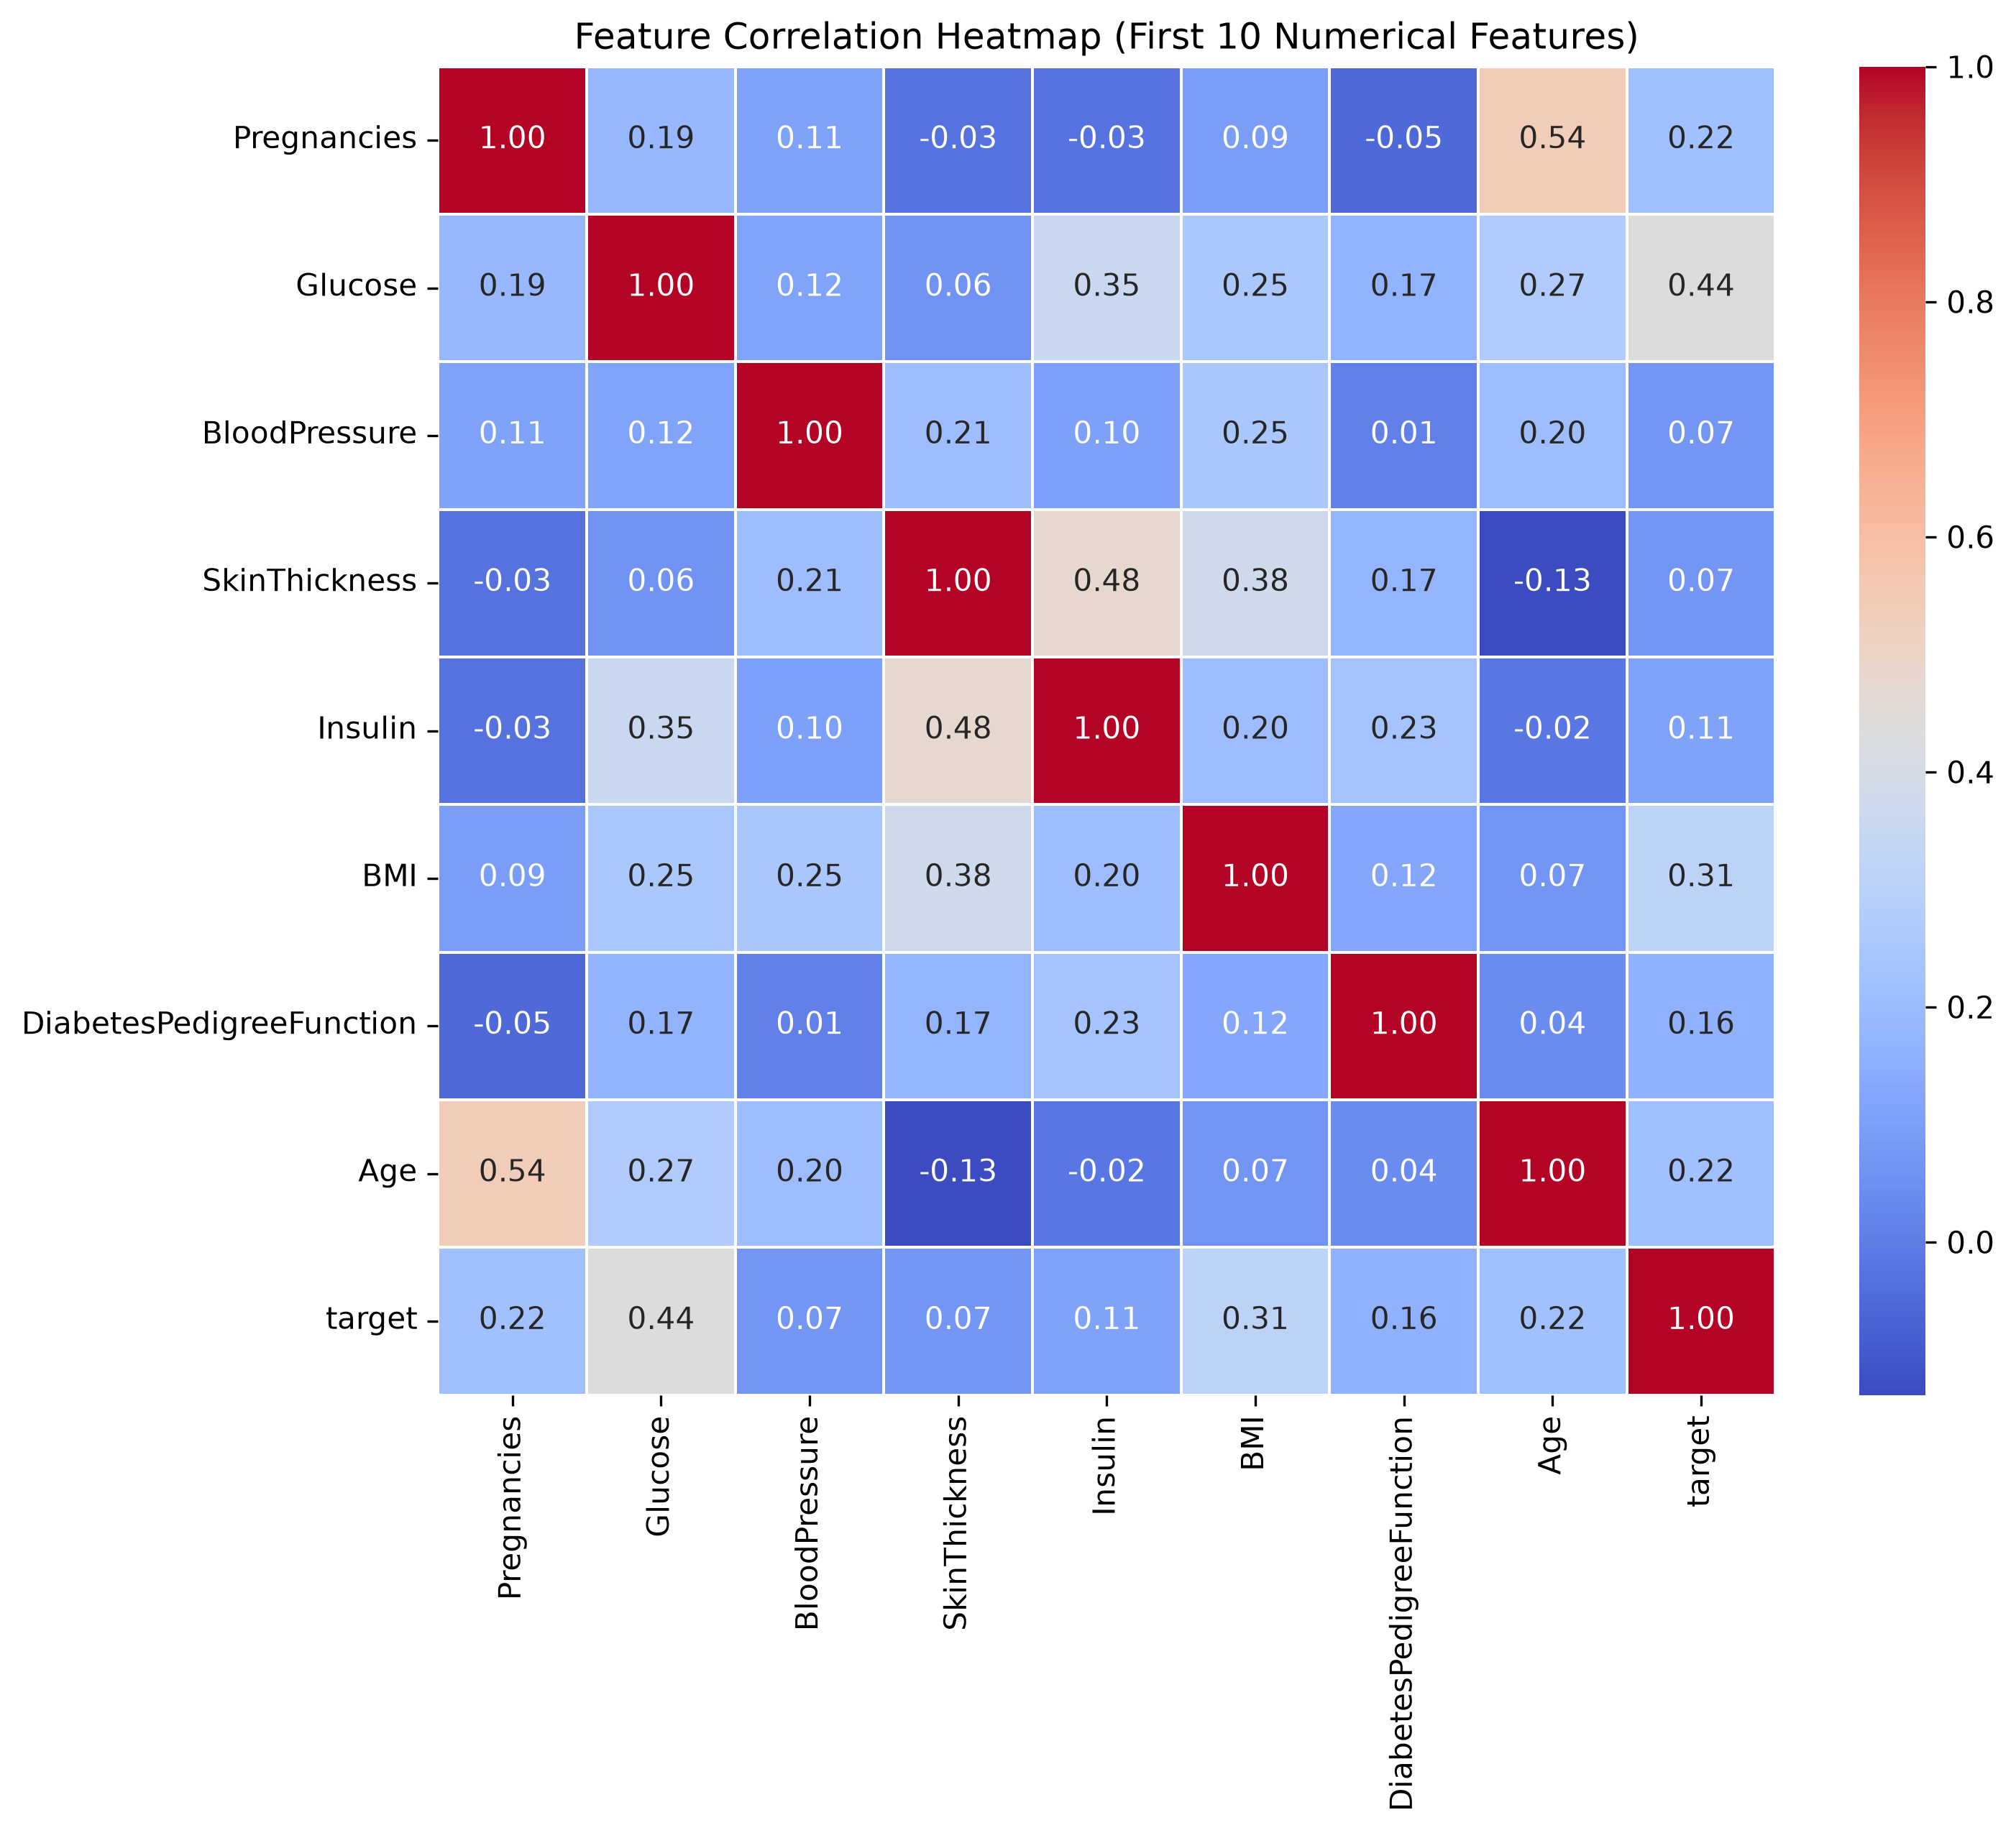 Feature Correlation Heatmap (First 10 Numerical Features)
Pregnancies 1.00 0.19 0.11 -0.03 -0.03 0.09 -0.05 0.54 0.22
Glucose 0.19 1.00 0.12 0.06 0.35 0.25 0.17 0.27 0.44
BloodPressure 0.11 0.12 1.00 0.21 0.10 0.25 0.01 0.20 0.07
SkinThickness -0.03 0.06 0.21 1.00 0.48 0.38 0.17 -0.13 0.07
Insulin -0.03 0.35 0.10 0.48 1.00 0.20 0.23 -0.02 0.11
BMI 0.09 0.25 0.25 0.38 0.20 1.00 0.12 0.07 0.31
DiabetesPedigreeFunction -0.05 0.17 0.01 0.17 0.23 0.12 1.00 0.04 0.16
Age 0.54 0.27 0.20 -0.13 -0.02 0.07 0.04 1.00 0.22
target 0.22 0.44 0.07 0.07 0.11 0.31 0.16 0.22 1.00
Pregnancies
Glucose
BloodPressure
SkinThickness
Insulin
BMI
DiabetesPedigreeFunction
Age
target
1.0
0.8
0.6
0.4
0.2
0.0